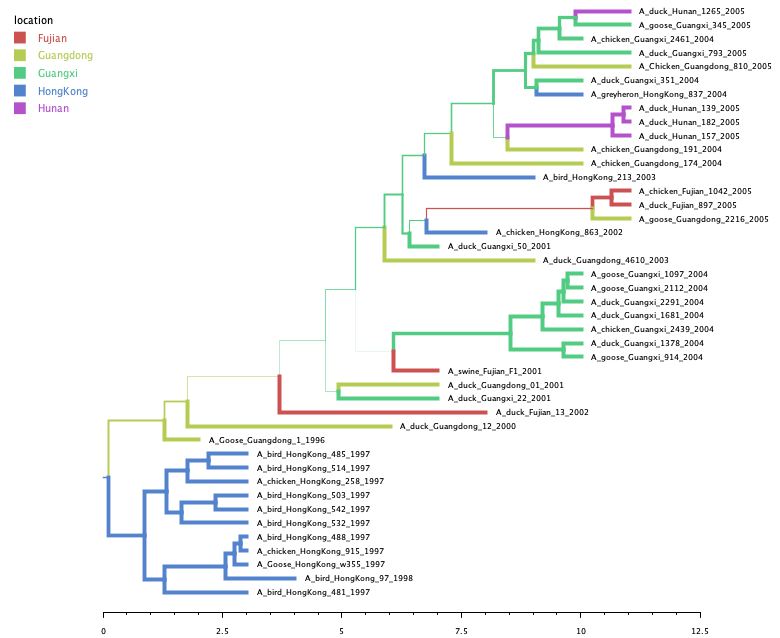 location
Fujian
Guangdong
Guangxi
HongKong
Hunan
A_duck_Hunan_1265_2005
A_goose_Guangxi_345_2005
A_chicken_Guangxi_2461_2004
A_duck_Guangxi_793_2005
A_Chicken_Guangdong_810_2005
A_duck_Guangxi_351_2004
A_greyheron_HongKong_837_2004
A_duck_Hunan_139_2005
A_duck_Hunan_182_2005
A_duck_Hunan_157_2005
A_chicken_Guangdong_191_2004
A_chicken_Guangdong_174_2004
A_bird_HongKong_213_2003
A_chicken_Fujian_1042_2005
A_duck_Fujian_897_2005
A_goose_Guangdong_2216_2005
A_chicken_HongKong_863_2002
A_duck_Guangxi_50_2001
A_duck_Guangdong_4610_2003
A_goose_Guangxi_1097_2004
A_goose_Guangxi_2112_2004
A_duck_Guangxi_2291_2004
A_duck_Guangxi_1681_2004
A_chicken_Guangxi_2439_2004
A_duck_Guangxi_1378_2004
A_goose_Guangxi_914_2004
A_swine_Fujian_F1_2001
A_duck_Guangdong_01_2001
A_duck_Guangxi_22_2001
A_duck_Fujian_13_2002
A_duck_Guangdong_12_2000
A_Goose_Guangdong_1_1996
A_bird_HongKong_485_1997
A_bird_HongKong_514_1997
A_chicken_HongKong_258_1997
A_bird_HongKong_503_1997
A_bird_HongKong_542_1997
A_bird_HongKong_532_1997
A_bird_HongKong_488_1997
A_chicken_HongKong_915_1997
A_Goose_HongKong_w355_1997
A_bird_HongKong_97_1998
A_bird_HongKong_481_1997
0 2.5 5 7.5 10 12.5